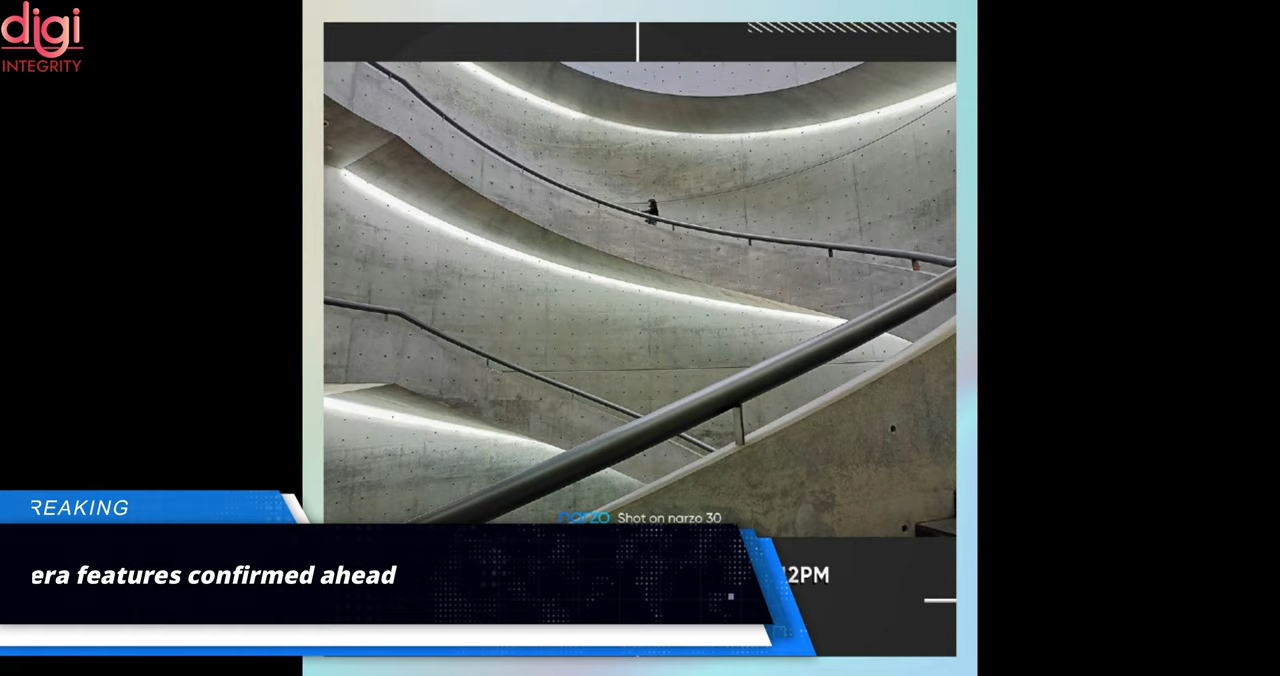 digi
INTEGRITY
REAKING
era features confirmed ahead
narzo Shot on narzo 30
12PM